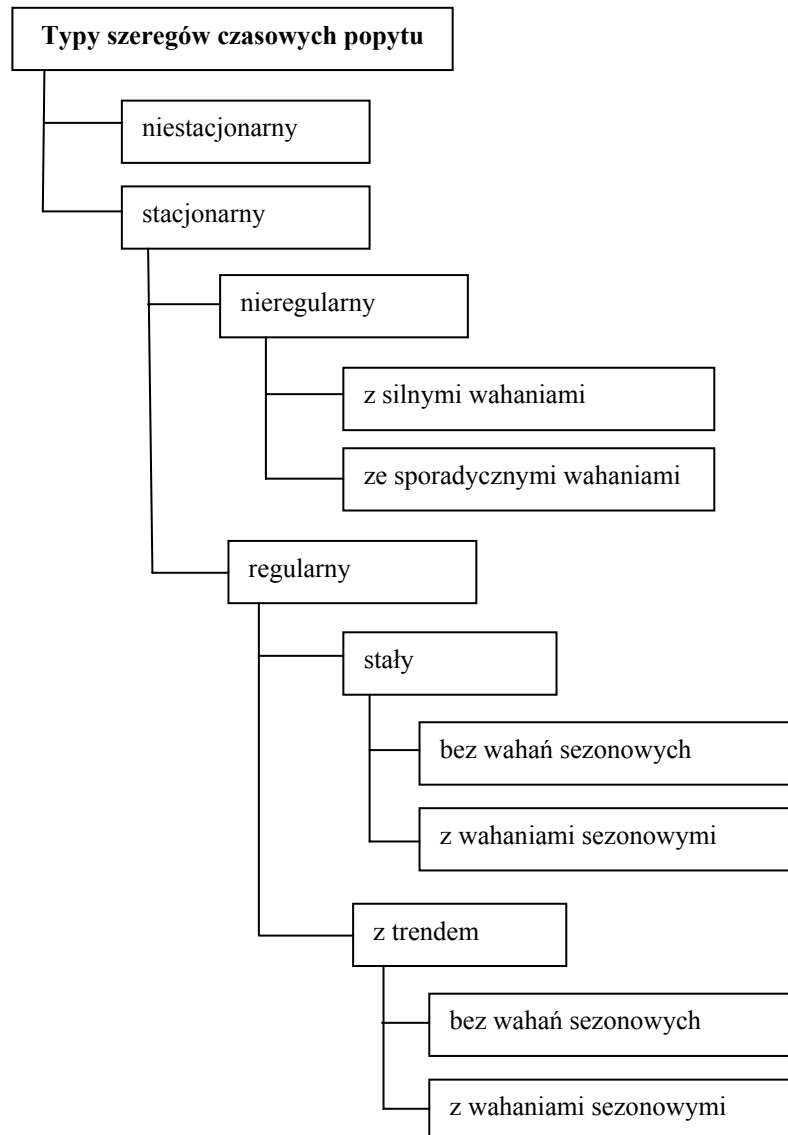 Typy szeregów czasowych popytu
niestacjonarny
stacjonarny
nieregularny
z silnymi wahaniami
ze sporadycznymi wahaniami
regularny
stały
bez wahań sezonowych
z wahaniami sezonowymi
z trendem
bez wahań sezonowych
z wahaniami sezonowymi